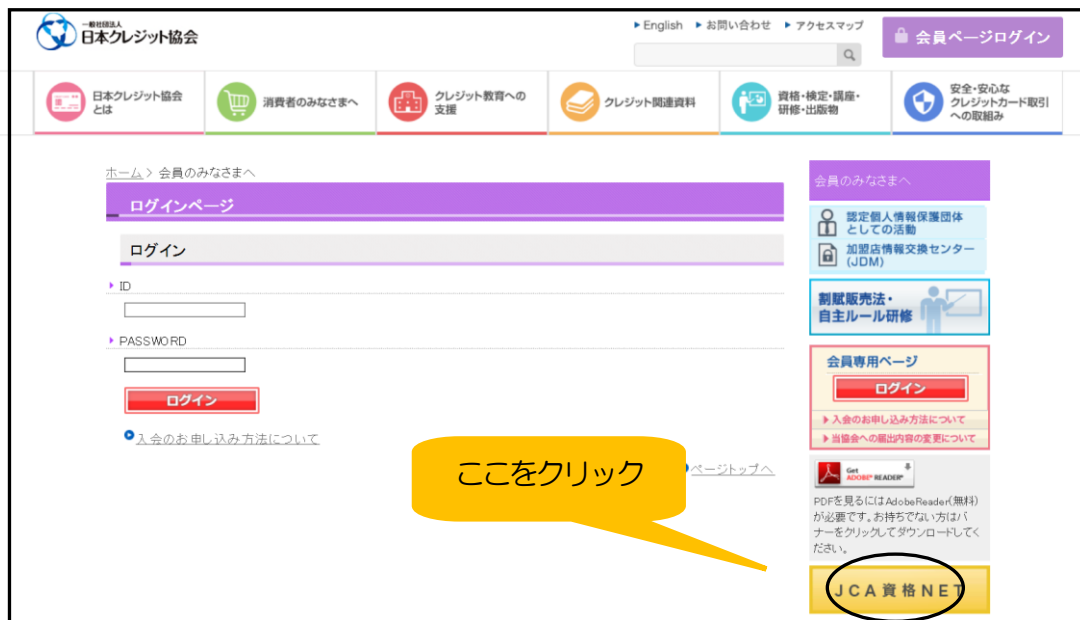 一般社団法人
日本クレジット協会
English お問い合わせ アクセスマップ
会員ページログイン
日本クレジット協会
とは
消費者のみなさまへ
クレジット教育への
支援
クレジット関連資料
資格・検定・講座・
研修・出版物
安全・安心な
クレジットカード取引
への取組み
ホーム > 会員のみなさまへ
ログインページ
ログイン
ID
PASSWORD
ログイン
入会のお申し込み方法について
ここをクリック
ページトップへ
会員のみなさまへ
認定個人情報保護団体
としての活動
加盟店情報交換センター
(JDM)
割賦販売法・
自主ルール研修
会員専用ページ
ログイン
入会のお申し込み方法について
当協会への届出内容の変更について
Get
ADOBE® READER®
PDFを見るにはAdobeReader(無料)
が必要です。お持ちでない方はバ
ナーをクリックしてダウンロードしてく
ださい。
JCA資格NET